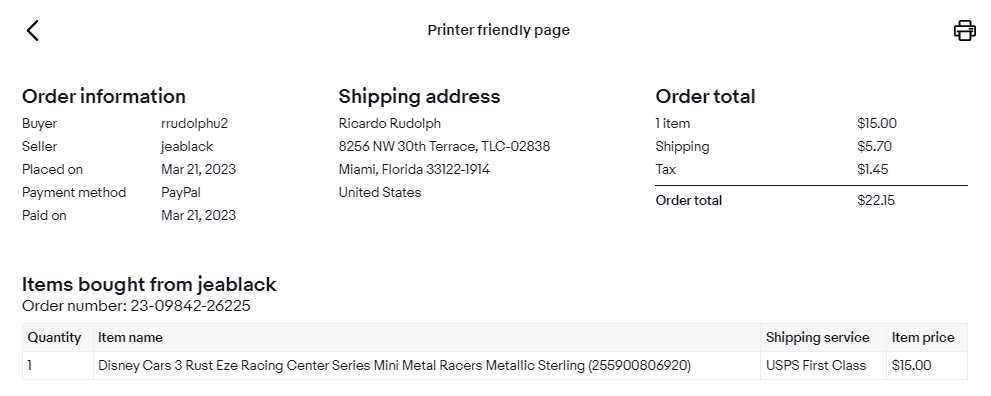 Printer friendly page
Order information
Buyer rrudolphu2
Seller jeablack
Placed on Mar 21, 2023
Payment method PayPal
Paid on Mar 21, 2023
Shipping address
Ricardo Rudolph
8256 NW 30th Terrace, TLC-02838
Miami, Florida 33122-1914
United States
Order total
1 item $15.00
Shipping $5.70
Tax $1.45
Order total $22.15
Items bought from jeablack
Order number: 23-09842-26225
Quantity Item name Shipping service Item price
1 Disney Cars 3 Rust Eze Racing Center Series Mini Metal Racers Metallic Sterling (255900806920) USPS First Class $15.00